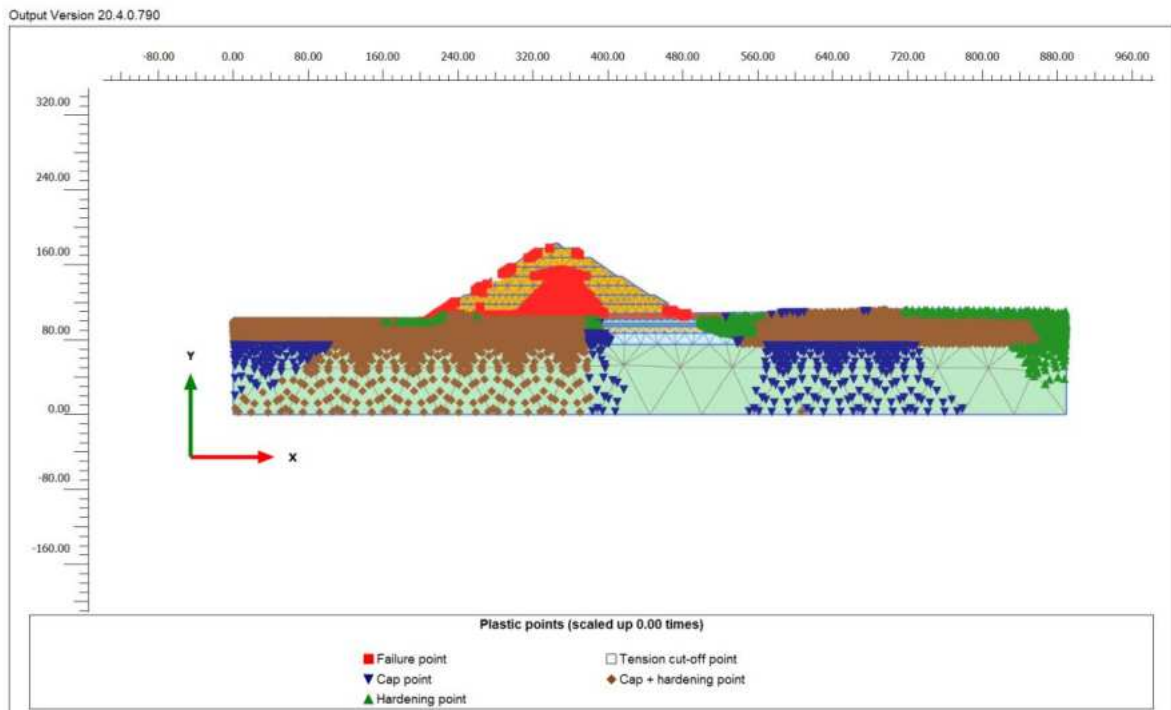 Output Version 20.4.0.790
-80.00 0.00 80.00 160.00 240.00 320.00 400.00 480.00 560.00 640.00 720.00 800.00 880.00 960.00
320.00
240.00
160.00
80.00
0.00
-80.00
-160.00
Y
X
Plastic points (scaled up 0.00 times)
Failure point Tension cut-off point
Cap point Cap + hardening point
Hardening point